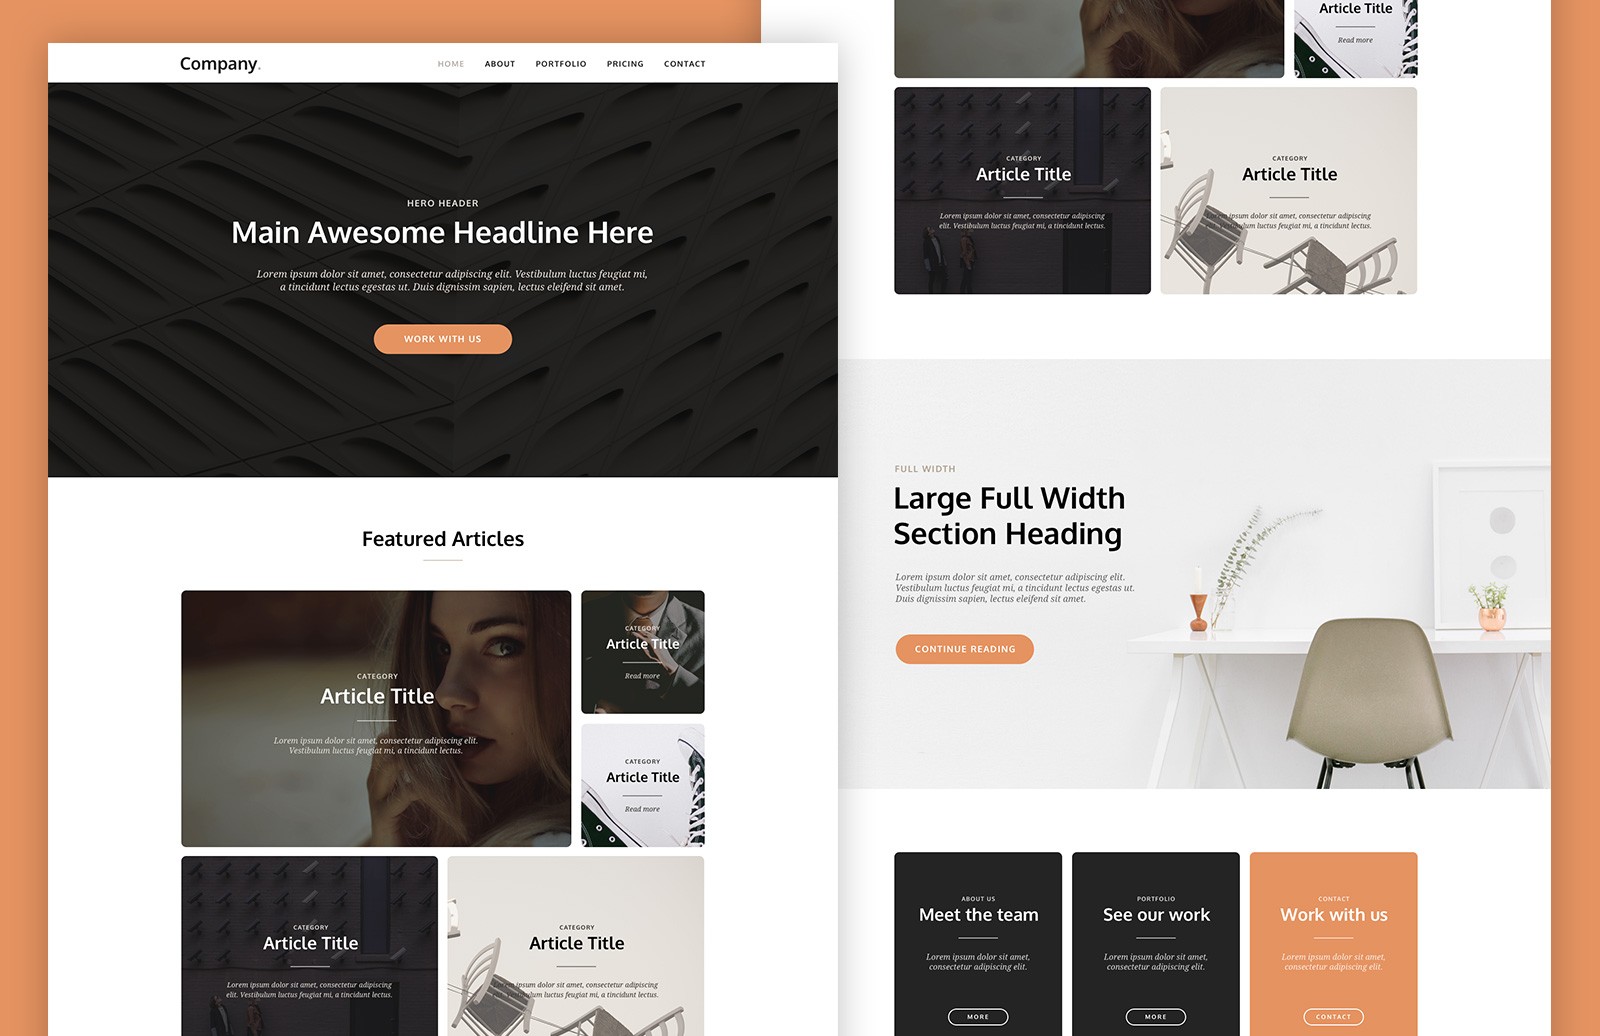 Company.
HOME ABOUT PORTFOLIO PRICING CONTACT
HERO HEADER
Main Awesome Headline Here
Lorem ipsum dolor sit amet, consectetur adipiscing elit. Vestibulum luctus feugiat mi,
a tincidunt lectus egestas ut. Duis dignissim sapien, lectus eleifend sit amet.
WORK WITH US
Featured Articles
CATEGORY
Article Title
Lorem ipsum dolor sit amet, consectetur adipiscing elit.
Vestibulum luctus feugiat mi, a tincidunt lectus.
CATEGORY
Article Title
Read more
CATEGORY
Article Title
Read more
CATEGORY
Article Title
Lorem ipsum dolor sit amet, consectetur adipiscing
elit. Vestibulum luctus feugiat mi, a tincidunt lectus.
CATEGORY
Article Title
Lorem ipsum dolor sit amet, consectetur adipiscing
elit. Vestibulum luctus feugiat mi, a tincidunt lectus.
Article Title
Read more
CATEGORY
Article Title
Lorem ipsum dolor sit amet, consectetur adipiscing
elit. Vestibulum luctus feugiat mi, a tincidunt lectus.
CATEGORY
Article Title
Lorem ipsum dolor sit amet, consectetur adipiscing
elit. Vestibulum luctus feugiat mi, a tincidunt lectus.
FULL WIDTH
Large Full Width
Section Heading
Lorem ipsum dolor sit amet, consectetur adipiscing elit.
Vestibulum luctus feugiat mi, a tincidunt lectus egestas ut.
Duis dignissim sapien, lectus eleifend sit amet.
CONTINUE READING
ABOUT US
Meet the team
Lorem ipsum dolor sit amet,
consectetur adipiscing elit.
MORE
PORTFOLIO
See our work
Lorem ipsum dolor sit amet,
consectetur adipiscing elit.
MORE
CONTACT
Work with us
Lorem ipsum dolor sit amet,
consectetur adipiscing elit.
CONTACT